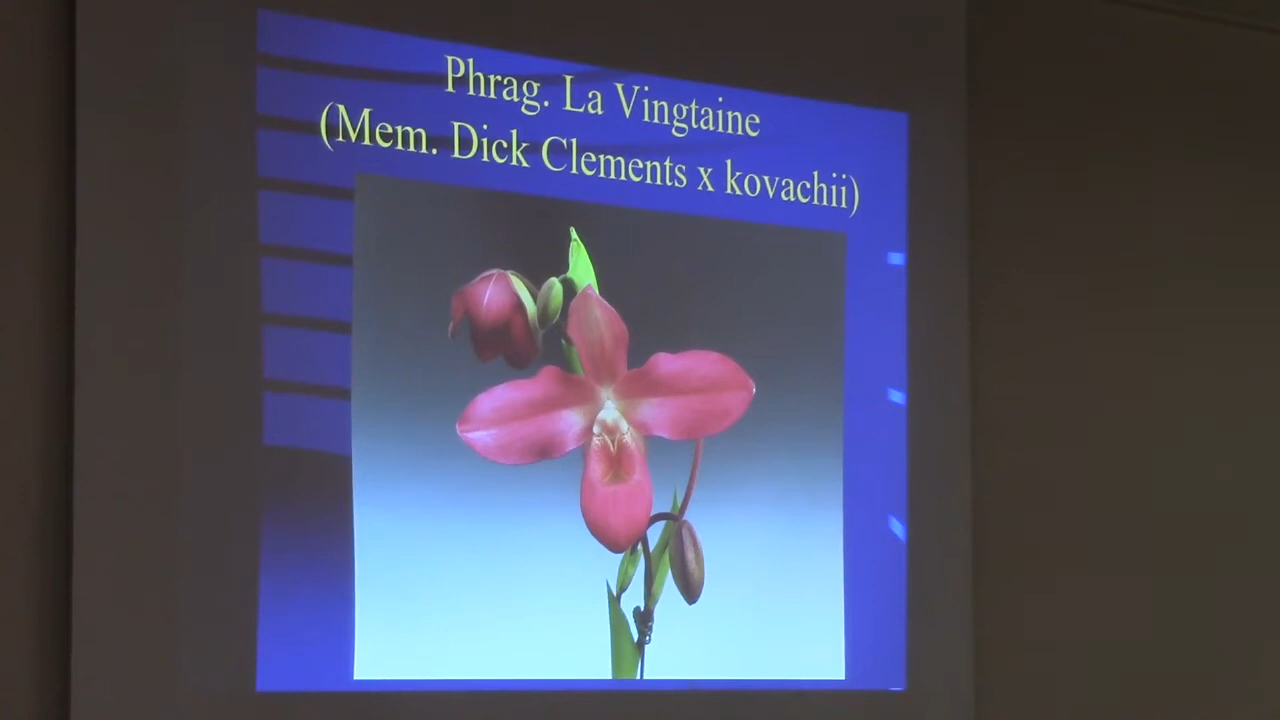 Phrag. La Vingtaine
(Mem. Dick Clements x kovachii)